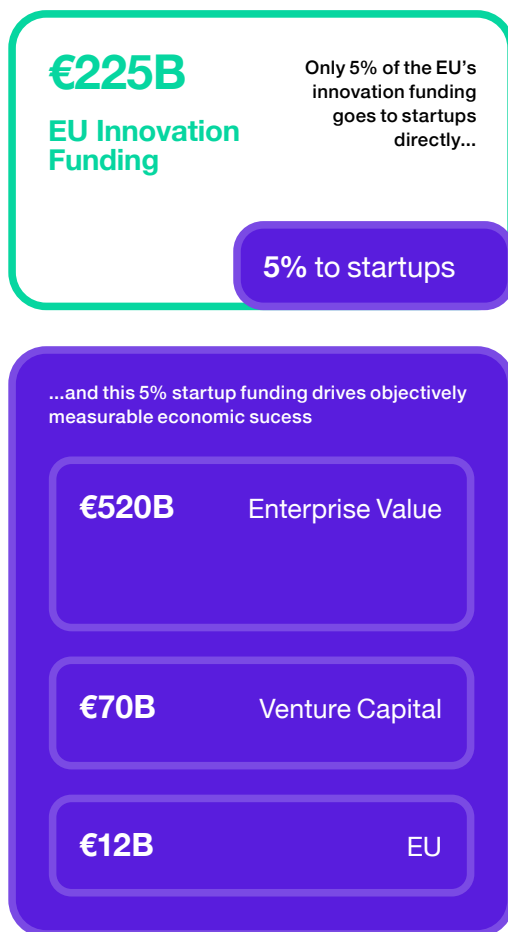 €225B
EU Innovation
Funding
Only 5% of the EU’s
innovation funding
goes to startups
directly...
5% to startups
...and this 5% startup funding drives objectively
measurable economic sucess
€520B Enterprise Value
€70B Venture Capital
€12B EU